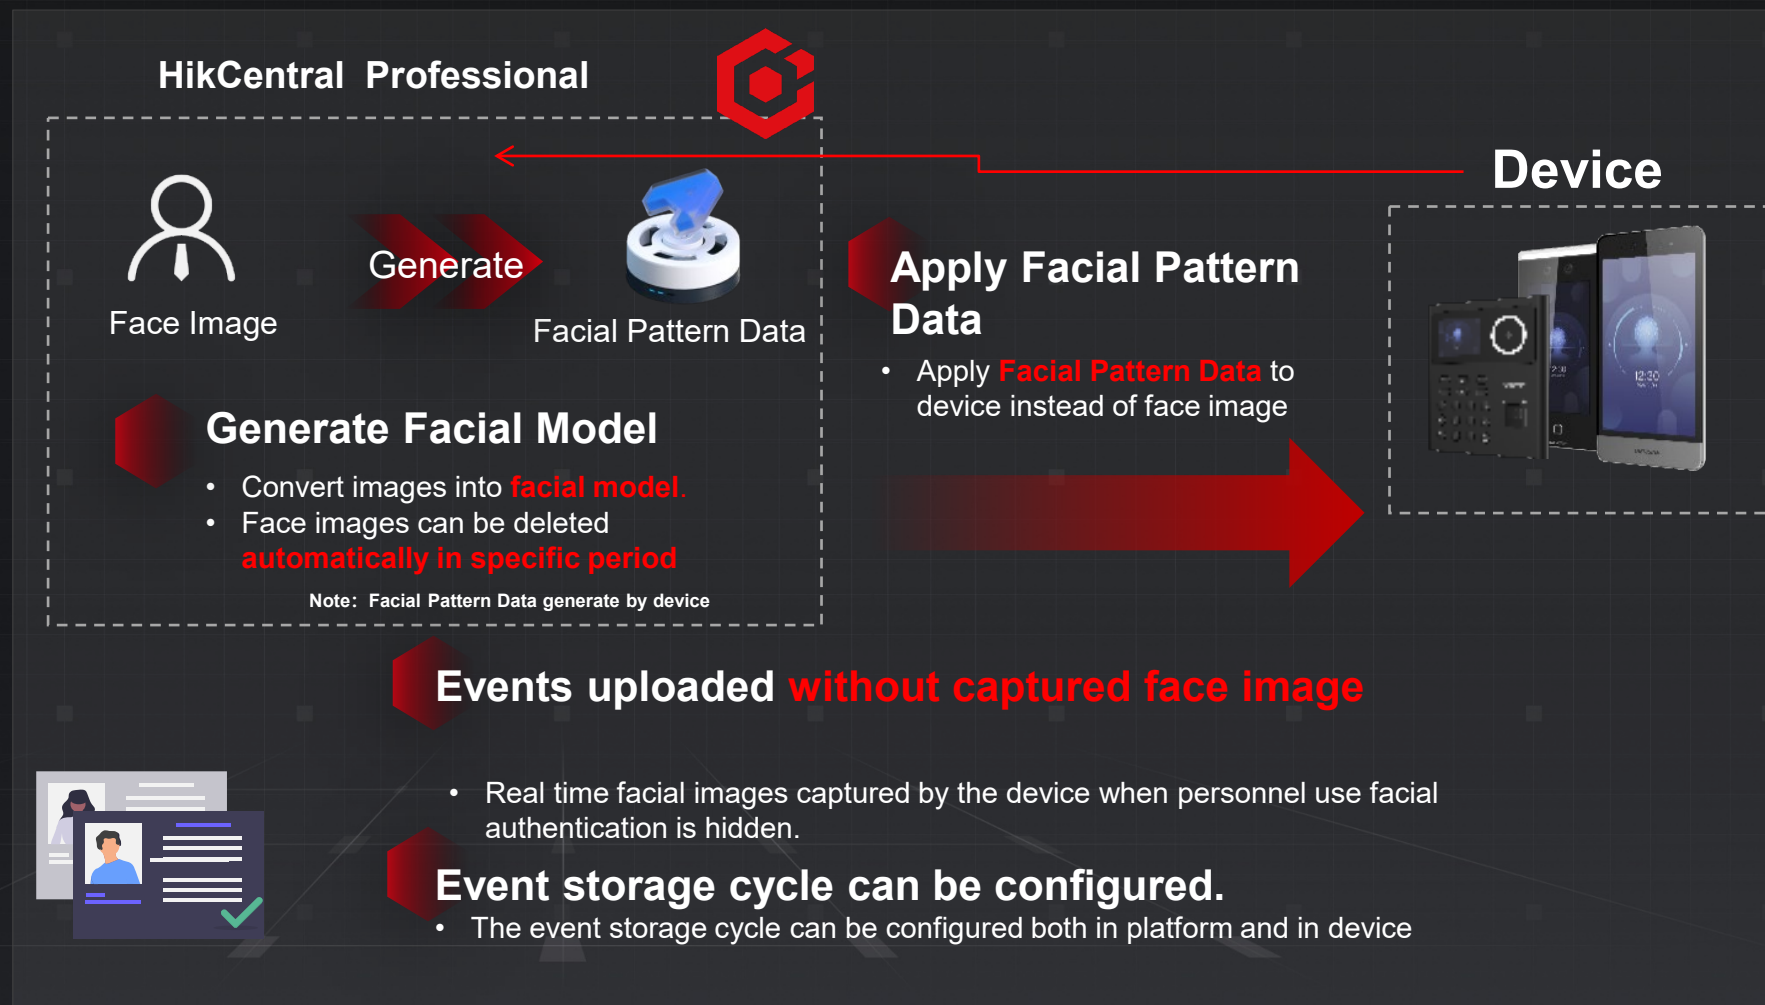 HikCentral Professional
Device
Generate
Face Image
Facial Pattern Data
Generate Facial Model
• Convert images into facial model.
• Face images can be deleted
automatically in specific period
Note: Facial Pattern Data generate by device
Apply Facial Pattern
Data
• Apply Facial Pattern Data to
device instead of face image
12:30
Events uploaded without captured face image
• Real time facial images captured by the device when personnel use facial
authentication is hidden.
Event storage cycle can be configured.
• The event storage cycle can be configured both in platform and in device